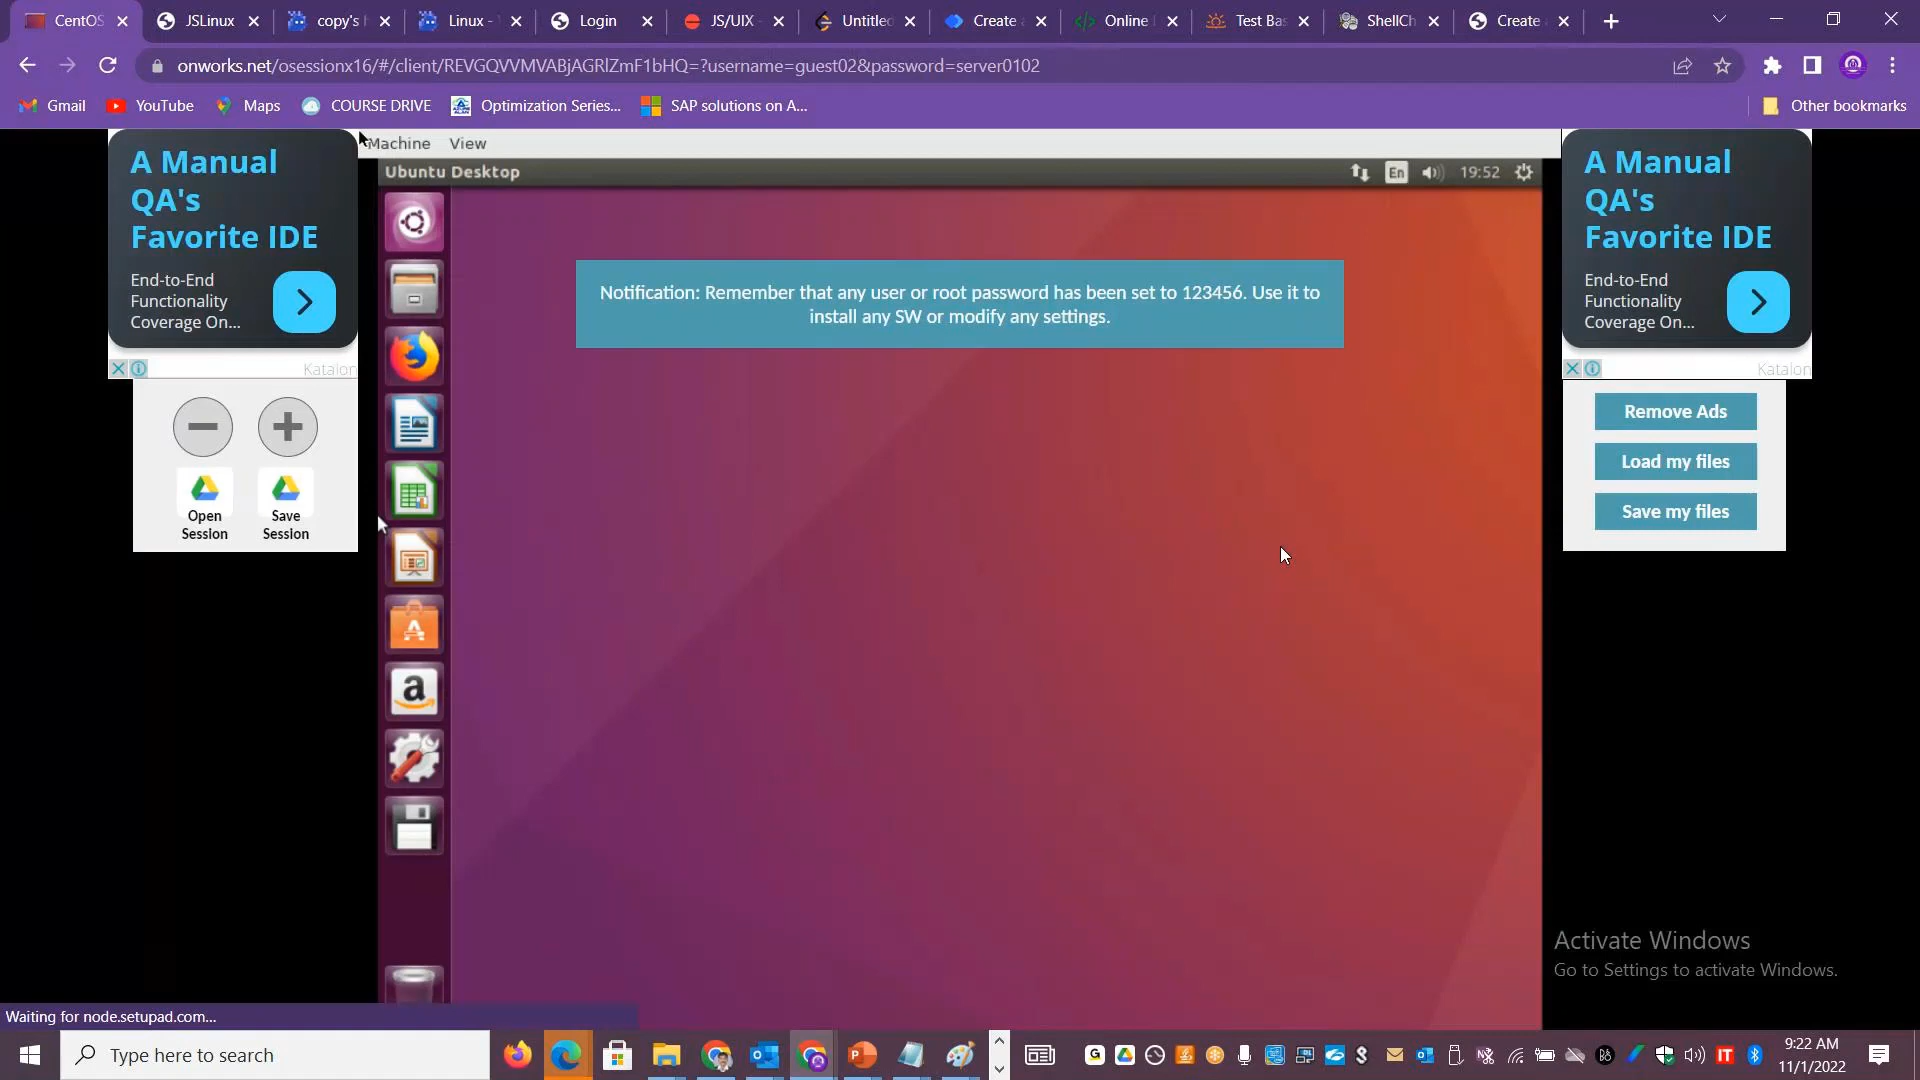 CentOS
JSLinux
copy's h
Linux -
Login
JS/UIX -
Untitled
Create a
Online
Test Bas
ShellCh
Create
onworks.net/osessionx16/#/client/REVGQVVMVABjAGRlZmF1bHQ=?username=guest02&password=server0102
Gmail
YouTube
Maps
COURSE DRIVE
Optimization Series...
SAP solutions on A...
Other bookmarks
Machine View
Ubuntu Desktop
En
19:52
A Manual
QA's
Favorite IDE
End-to-End
Functionality
Coverage On...
Katalon
Open
Session
Save
Session
Notification: Remember that any user or root password has been set to 123456. Use it to
install any SW or modify any settings.
A Manual
QA's
Favorite IDE
End-to-End
Functionality
Coverage On...
Katalon
Remove Ads
Load my files
Save my files
Activate Windows
Go to Settings to activate Windows.
Waiting for node.setupad.com...
Type here to search
9:22 AM
11/1/2022